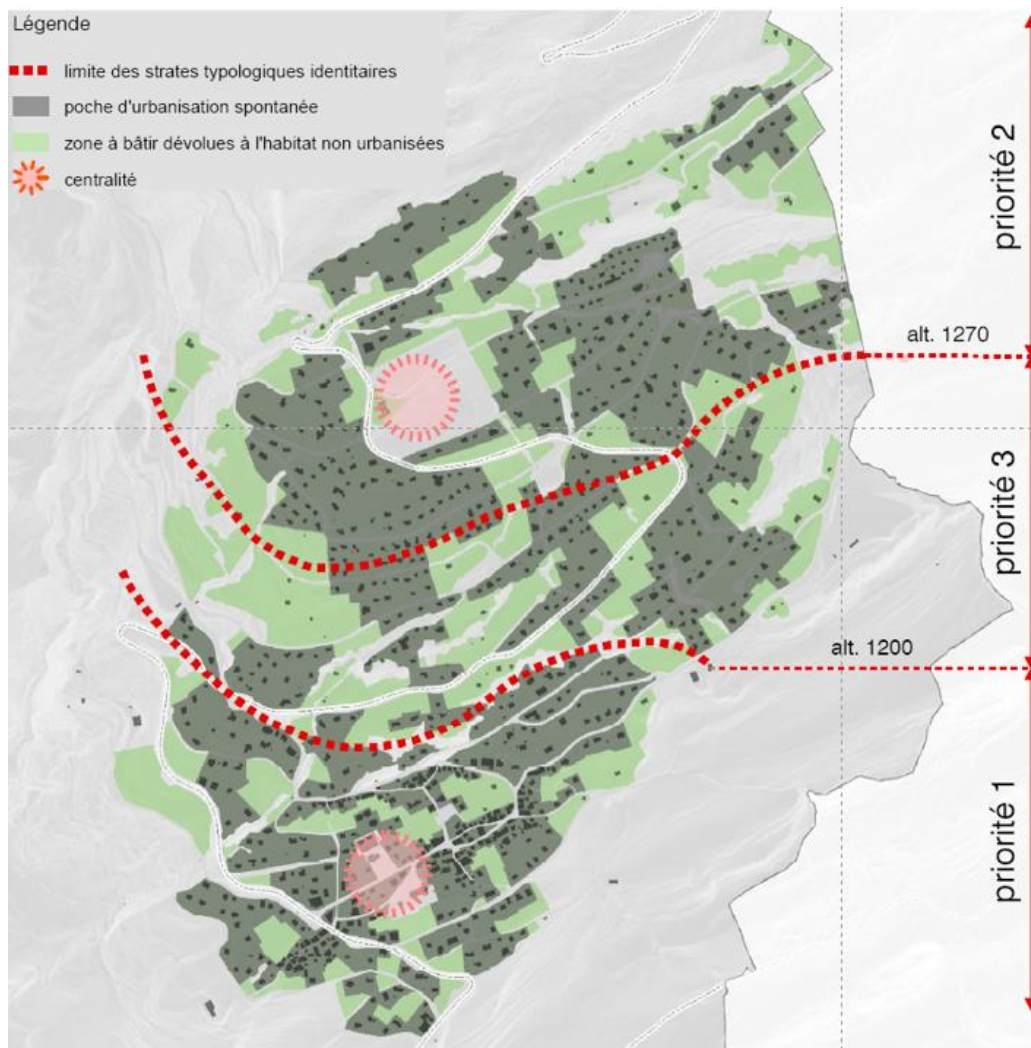 Légende
limite des strates typologiques identitaires
poche d'urbanisation spontanée
zone à bâtir dévolues à l'habitat non urbanisées
centralité
priorité 2
alt. 1270
priorité 3
alt. 1200
priorité 1